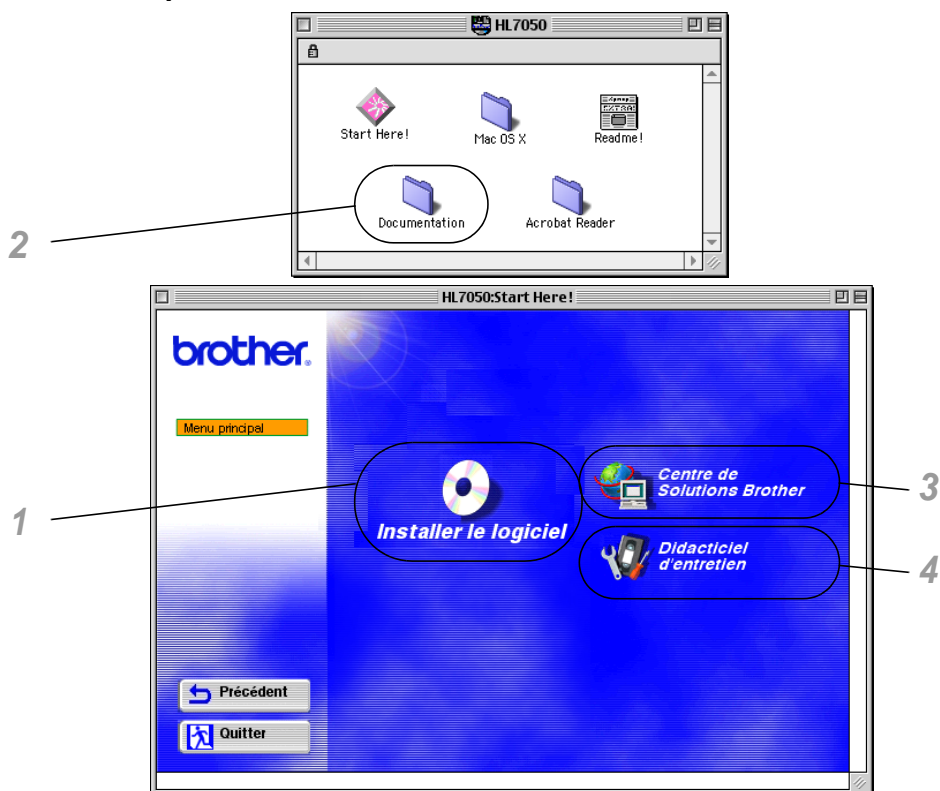 HL7050
Start Here!
Mac OS X
Readme!
Documentation
Acrobat Reader
2
HL7050:Start Here!
brother.
Menu principal
Installer le logiciel
Centre de
Solutions Brother
3
1
Didacticiel
d'entretien
4
Précédent
Quitter